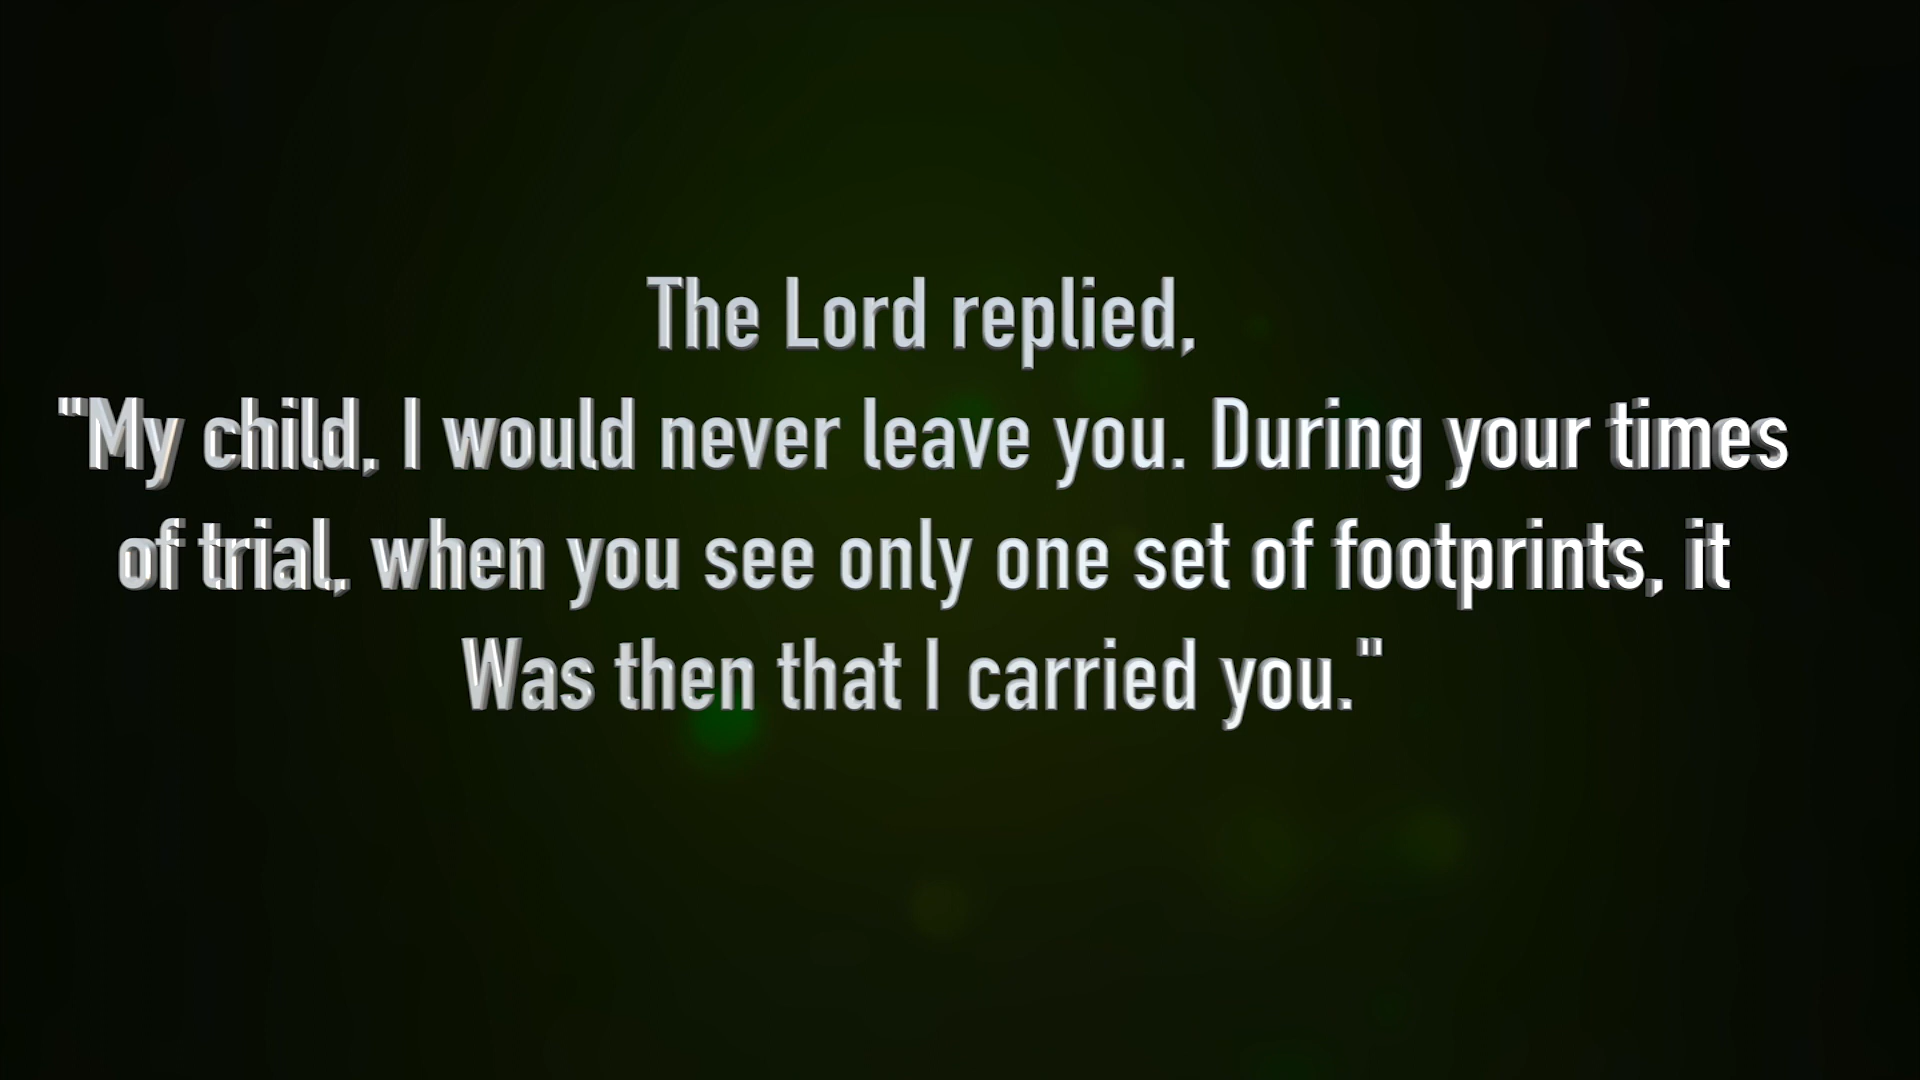 The Lord replied,
"My child, I would never leave you. During your times
of trial, when you see only one set of footprints, it
Was then that I carried you."